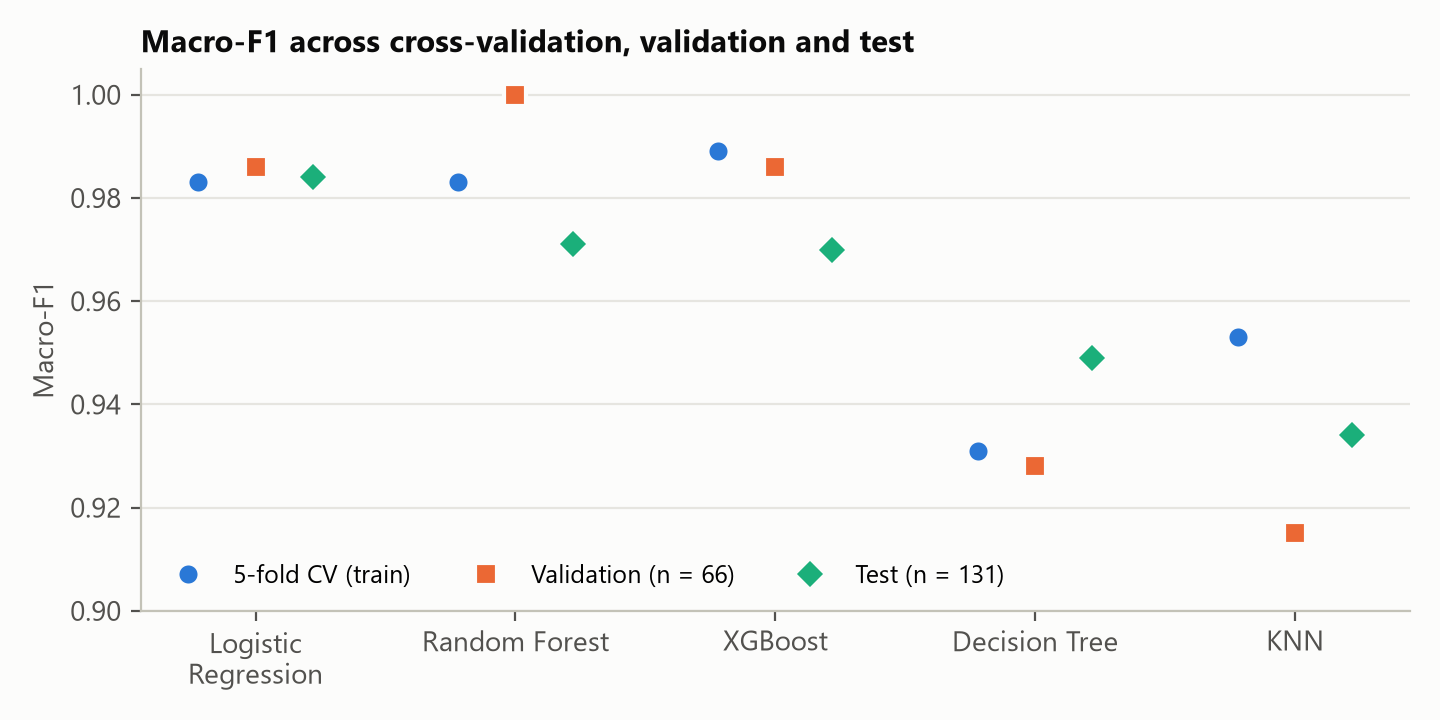 Macro-F1 across cross-validation, validation and test
Macro-F1
1.00
0.98
0.96
0.94
0.92
0.90
5-fold CV (train)
Validation (n = 66)
Test (n = 131)
Logistic
Regression
Random Forest
XGBoost
Decision Tree
KNN